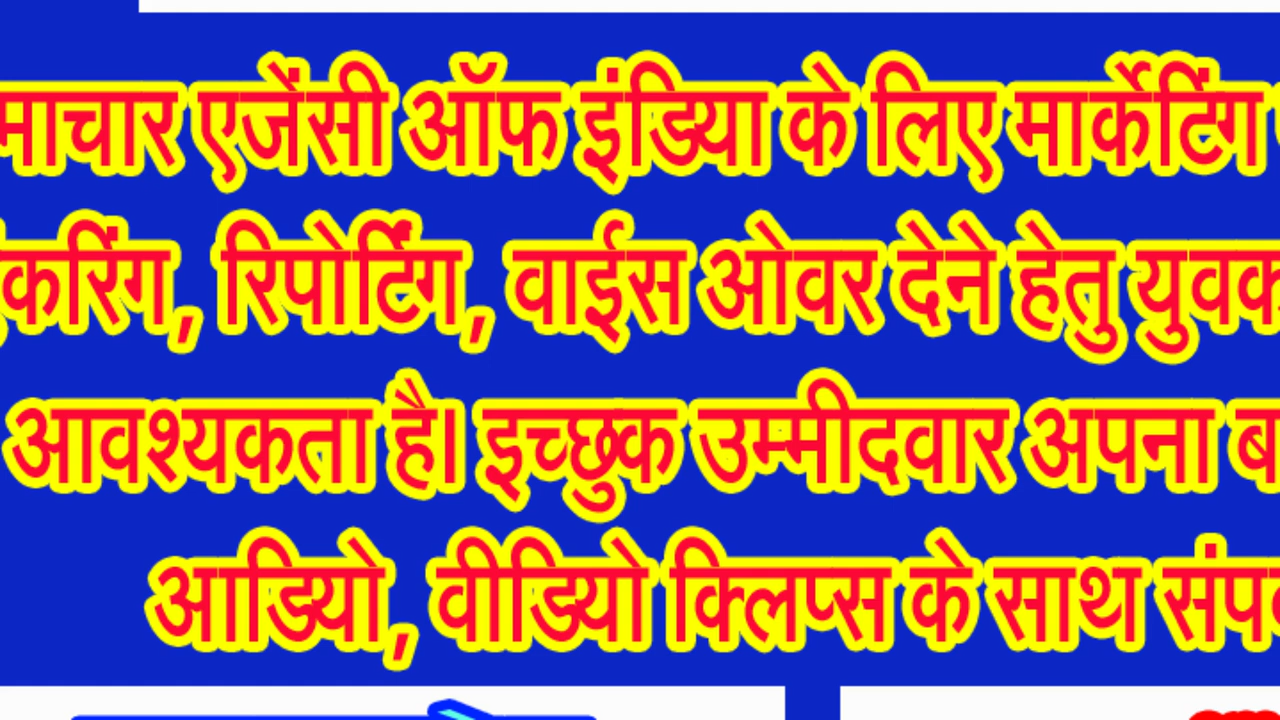 माचार एजेंसी ऑफ इंडिया के लिए मार्केटिंग
करिंग, रिपोर्टिंग, वाईस ओवर देने हेतु युवक
आवश्यकता है। इच्छुक उम्मीदवार अपना ब
आडियो, वीडियो क्लिप्स के साथ संप